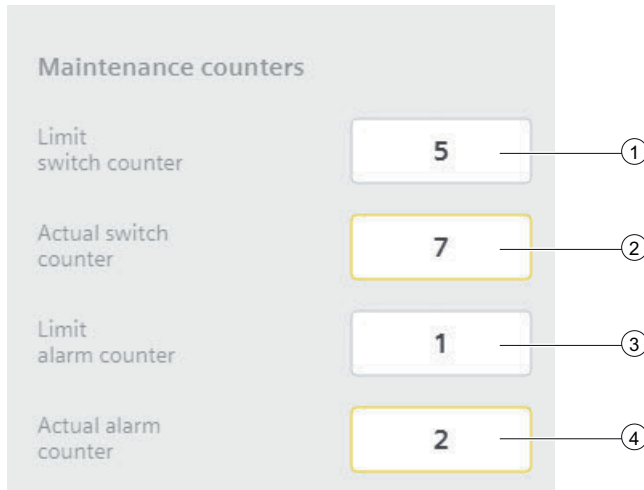 Maintenance counters
Limit
switch counter
5
1
Actual switch
counter
7
2
Limit
alarm counter
1
3
Actual alarm
counter
2
4